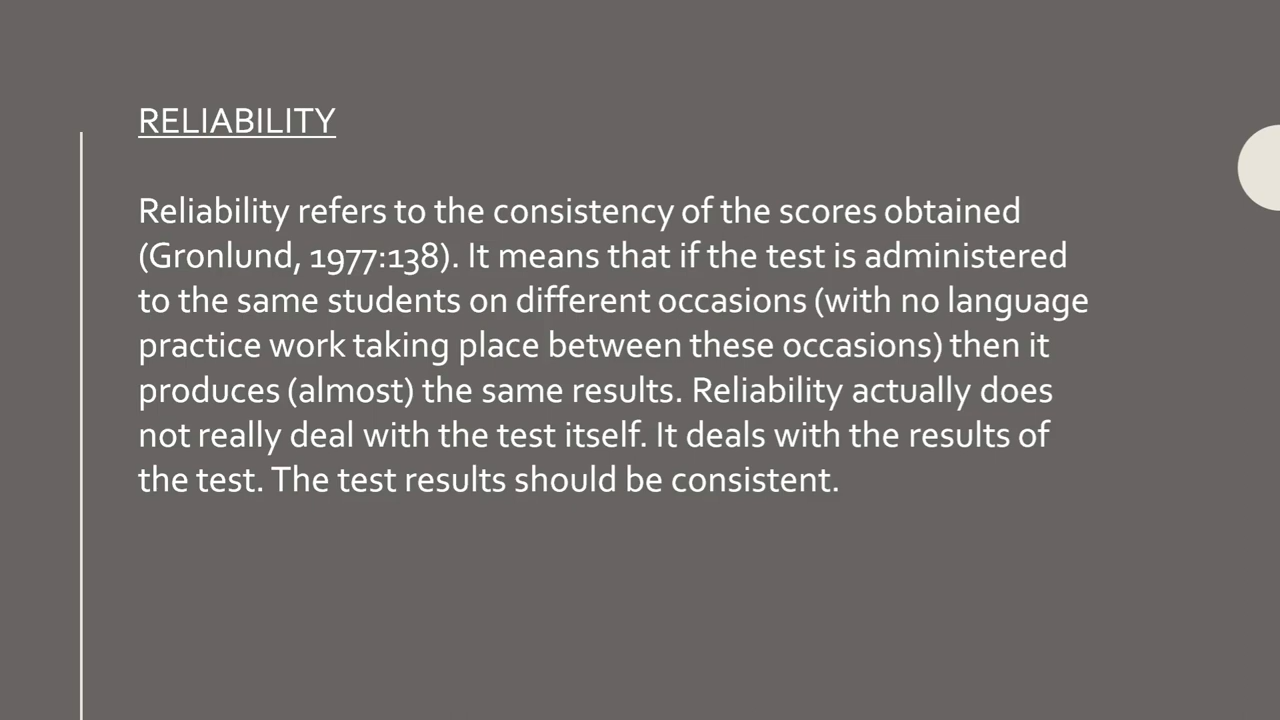 RELIABILITY
Reliability refers to the consistency of the scores obtained
(Gronlund, 1977:138). It means that if the test is administered
to the same students on different occasions (with no language
practice work taking place between these occasions) then it
produces (almost) the same results. Reliability actually does
not really deal with the test itself. It deals with the results of
the test. The test results should be consistent.